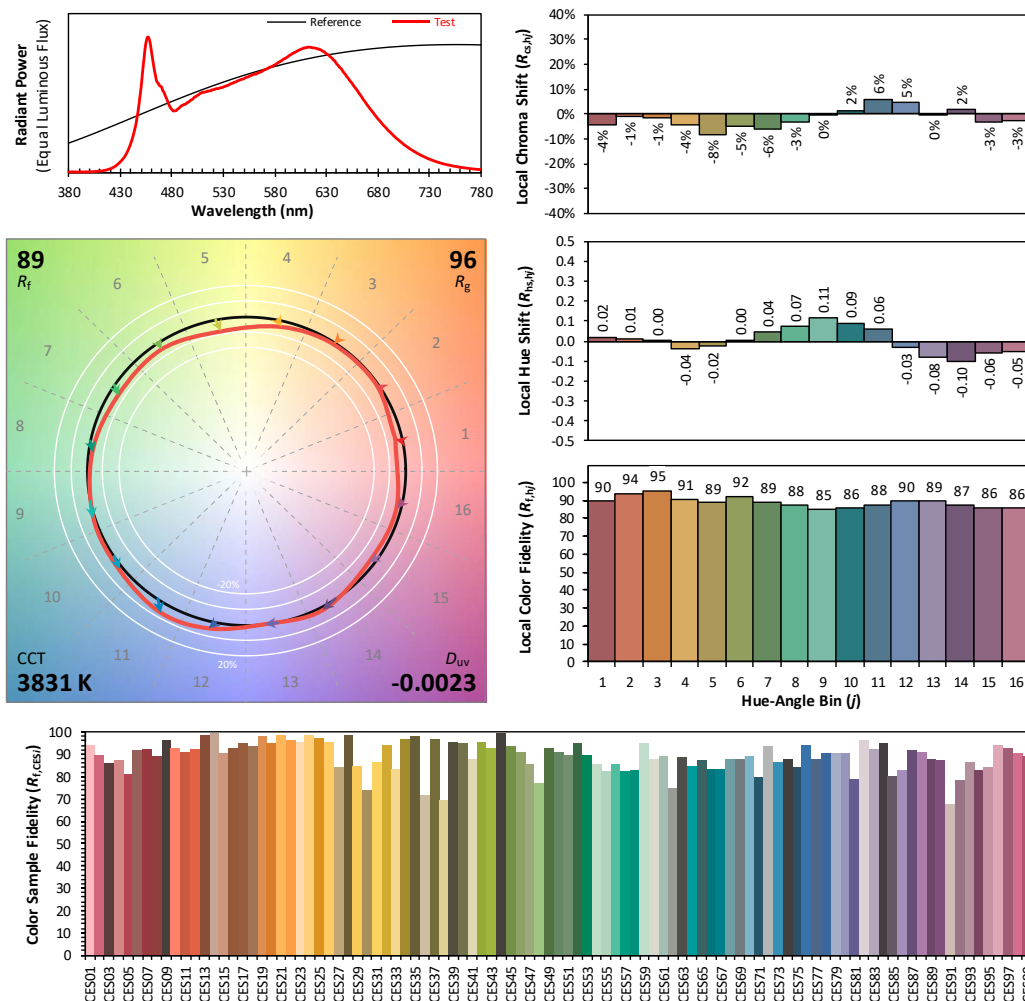 Reference
Test
Radiant Power
(Equal Luminous Flux)
380 430 480 530 580 630 680 730 780
Wavelength (nm)
Local Chroma Shift (Rcs,hj)
40%
30%
20%
10%
0%
-10%
-20%
-30%
-40%
-4% -1% -1% -4% -8% -5% -6% -3% 0% 2% 6% 5% 0% 2% -3% -3%
89
Rf
96
Rg
5 4
6 3
7 2
8 1
9 16
10 15
11 14
12 13
-20%
20%
CCT
3831 K
Duv
-0.0023
Local Hue Shift (Rhs,hj)
0.5
0.4
0.3
0.2
0.1
0.0
-0.1
-0.2
-0.3
-0.4
-0.5
0.02 0.01 0.00 -0.04 -0.02 0.00 0.04 0.07 0.11 0.09 0.06 -0.03 -0.08 -0.10 -0.06 -0.05
Local Color Fidelity (Rf,hj)
100
90
80
70
60
50
40
30
20
10
0
90 94 95 91 89 92 89 88 85 86 88 90 89 87 86 86
1 2 3 4 5 6 7 8 9 10 11 12 13 14 15 16
Hue-Angle Bin (j)
Color Sample Fidelity (Rf,CESi)
100
90
80
70
60
50
40
30
20
10
0
CES01 CES03 CES05 CES07 CES09 CES11 CES13 CES15 CES17 CES19 CES21 CES23 CES25 CES27 CES29 CES31 CES33 CES35 CES37 CES39 CES41 CES43 CES45 CES47 CES49 CES51 CES53 CES55 CES57 CES59 CES61 CES63 CES65 CES67 CES69 CES71 CES73 CES75 CES77 CES79 CES81 CES83 CES85 CES87 CES89 CES91 CES93 CES95 CES97